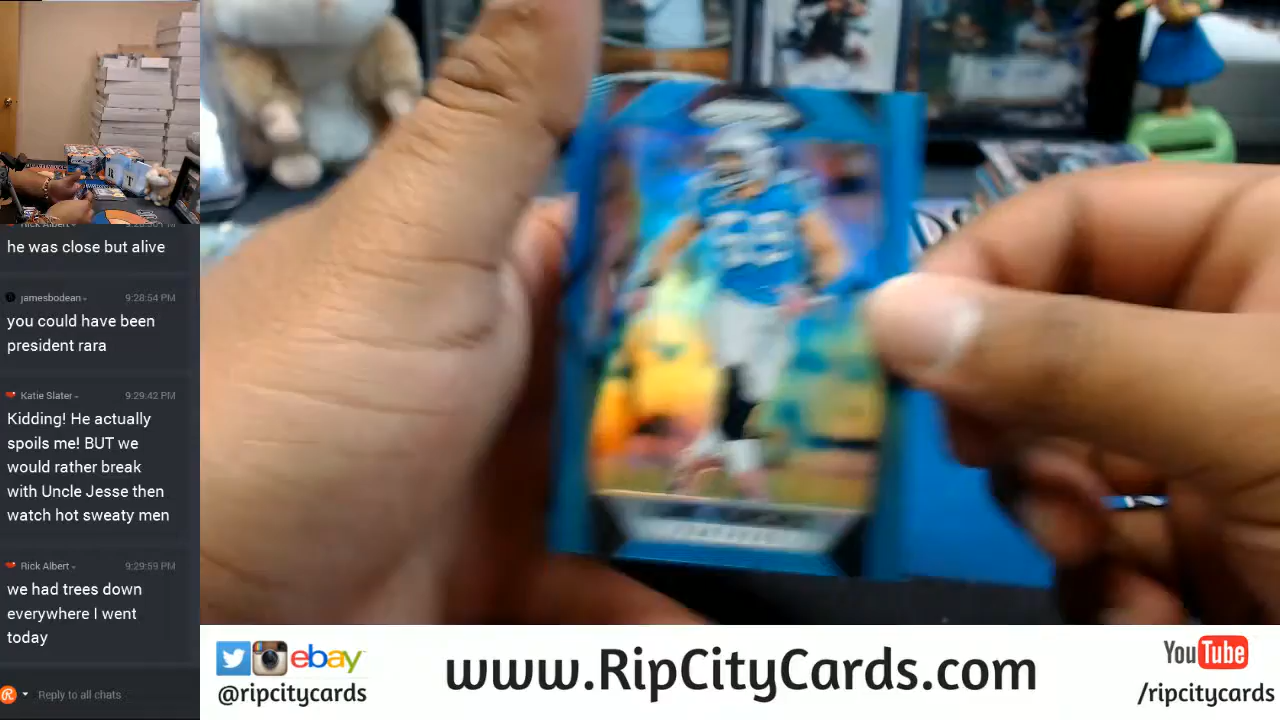 he was close but alive
jamesbodean 9:28:54 PM
you could have been
president rara
Katie Slater 9:29:42 PM
Kidding! He actually
spoils me! BUT we
would rather break
with Uncle Jesse then
watch hot sweaty men
Rick Albert 9:29:59 PM
we had trees down
everywhere I went
today
Reply to all chats
ebay
@ripcitycards
www.RipCityCards.com
YouTube
/ripcitycards